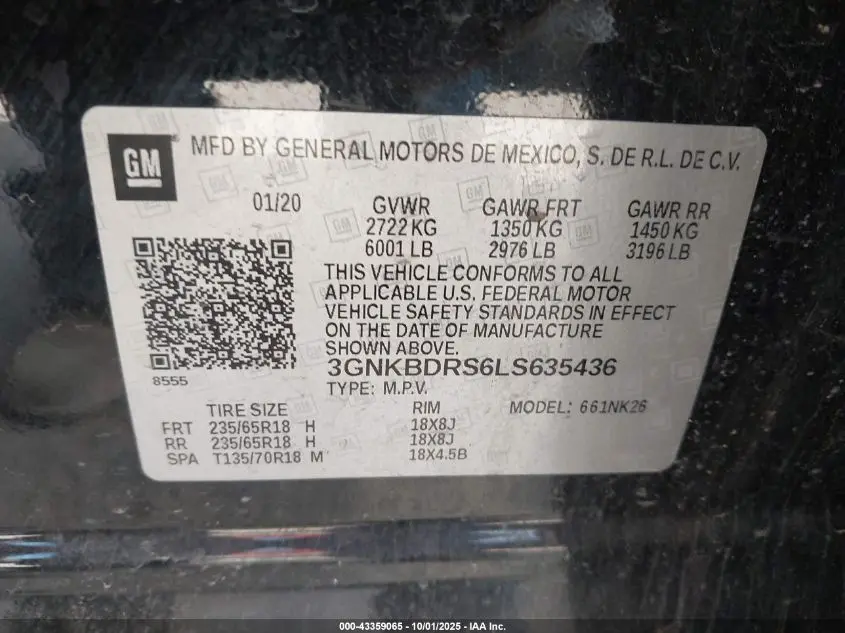 GM
MFD BY GENERAL MOTORS DE MEXICO, S. DE R.L. DE C.V.
01/20 GVWR GAWR FRT GAWR RR
2722 KG 1350 KG 1450 KG
6001 LB 2976 LB 3196 LB
THIS VEHICLE CONFORMS TO ALL
APPLICABLE U.S. FEDERAL MOTOR
VEHICLE SAFETY STANDARDS IN EFFECT
ON THE DATE OF MANUFACTURE
SHOWN ABOVE.
8555
3GNKBDRS6LS635436
TYPE: M.P.V.
TIRE SIZE RIM MODEL: 661NK26
FRT 235/65R18 H 18X8J
RR 235/65R18 H 18X8J
SPA T135/70R18 M 18X4.5B
000-43359065 - 10/01/2025 - IAA Inc.